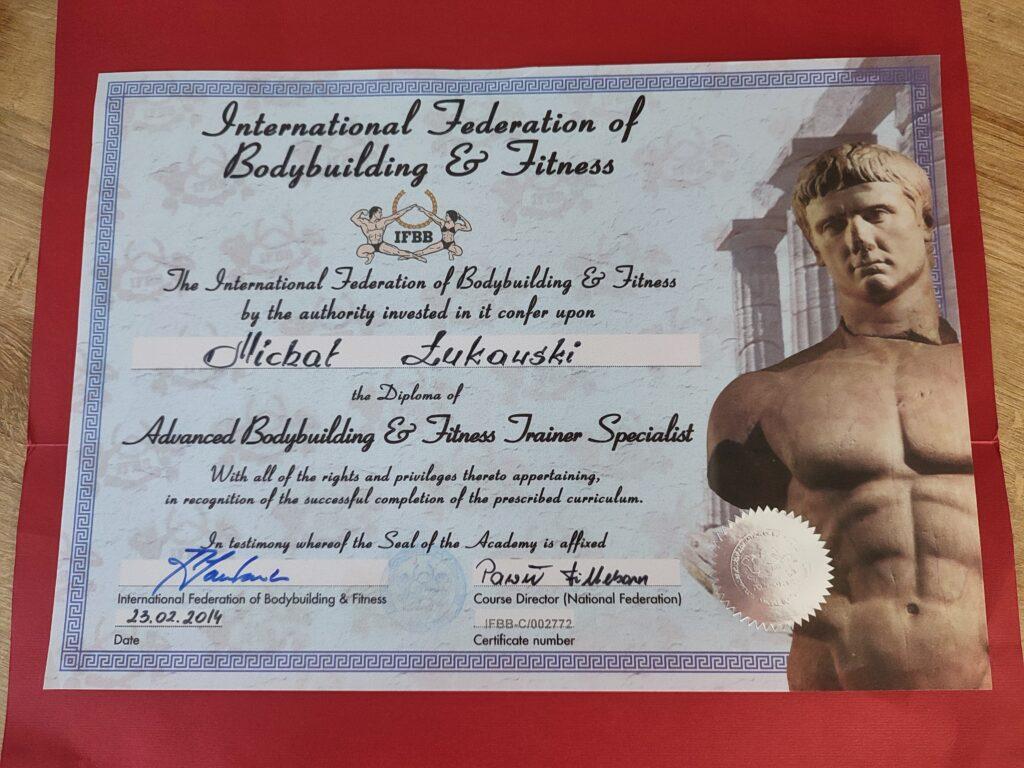 International Federation of
Bodybuilding & Fitness
IFBB
The International Federation of Bodybuilding & Fitness
by the authority invested in it confer upon
Michał Łukawski
the Diploma of
Advanced Bodybuilding & Fitness Trainer Specialist
With all of the rights and privileges thereto appertaining,
in recognition of the successful completion of the prescribed curriculum.
In testimony whereof the Seal of the Academy is affixed
Paweł Filleborn
International Federation of Bodybuilding & Fitness
Course Director (National Federation)
23.02.2014
IFBB-C/002772
Date
Certificate number